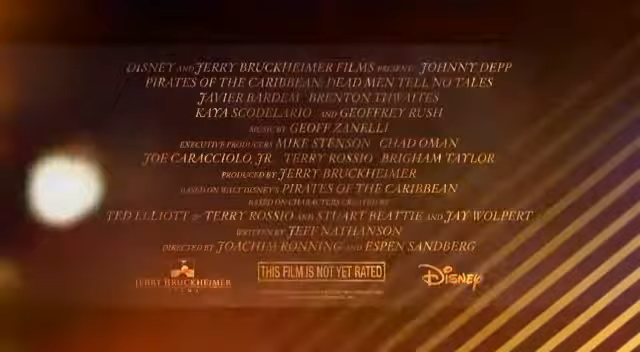 DISNEY AND JERRY BRUCKHEIMER FILMS PRESENT JOHNNY DEPP
PIRATES OF THE CARIBBEAN: DEAD MEN TELL NO TALES
JAVIER BARDEM BRENTON THWAITES
KAYA SCODELARIO AND GEOFFREY RUSH
MUSIC BY GEOFF ZANELLI
EXECUTIVE PRODUCERS MIKE STENSON CHAD OMAN
JOE CARACCIOLO, JR. TERRY ROSSIO BRIGHAM TAYLOR
PRODUCED BY JERRY BRUCKHEIMER
BASED ON WALT DISNEY'S PIRATES OF THE CARIBBEAN
BASED ON CHARACTERS CREATED BY
TED ELLIOTT & TERRY ROSSIO AND STUART BEATTIE AND JAY WOLPERT
WRITTEN BY JEFF NATHANSON
DIRECTED BY JOACHIM RØNNING AND ESPEN SANDBERG
JERRY BRUCKHEIMER FILMS
THIS FILM IS NOT YET RATED
DISNEY